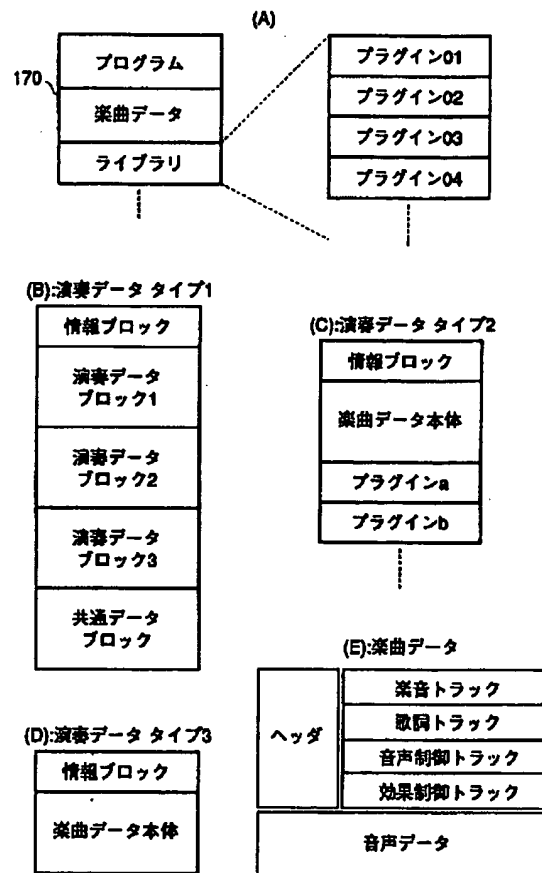 (A)
170
プログラム
楽曲データ
ライブラリ
プラグイン01
プラグイン02
プラグイン03
プラグイン04
(B):演奏データ タイプ1
情報ブロック
演奏データ
ブロック1
演奏データ
ブロック2
演奏データ
ブロック3
共通データ
ブロック
(C):演奏データ タイプ2
情報ブロック
楽曲データ本体
プラグインa
プラグインb
(D):演奏データ タイプ3
情報ブロック
楽曲データ本体
(E):楽曲データ
ヘッダ
楽音トラック
歌詞トラック
音声制御トラック
効果制御トラック
音声データ